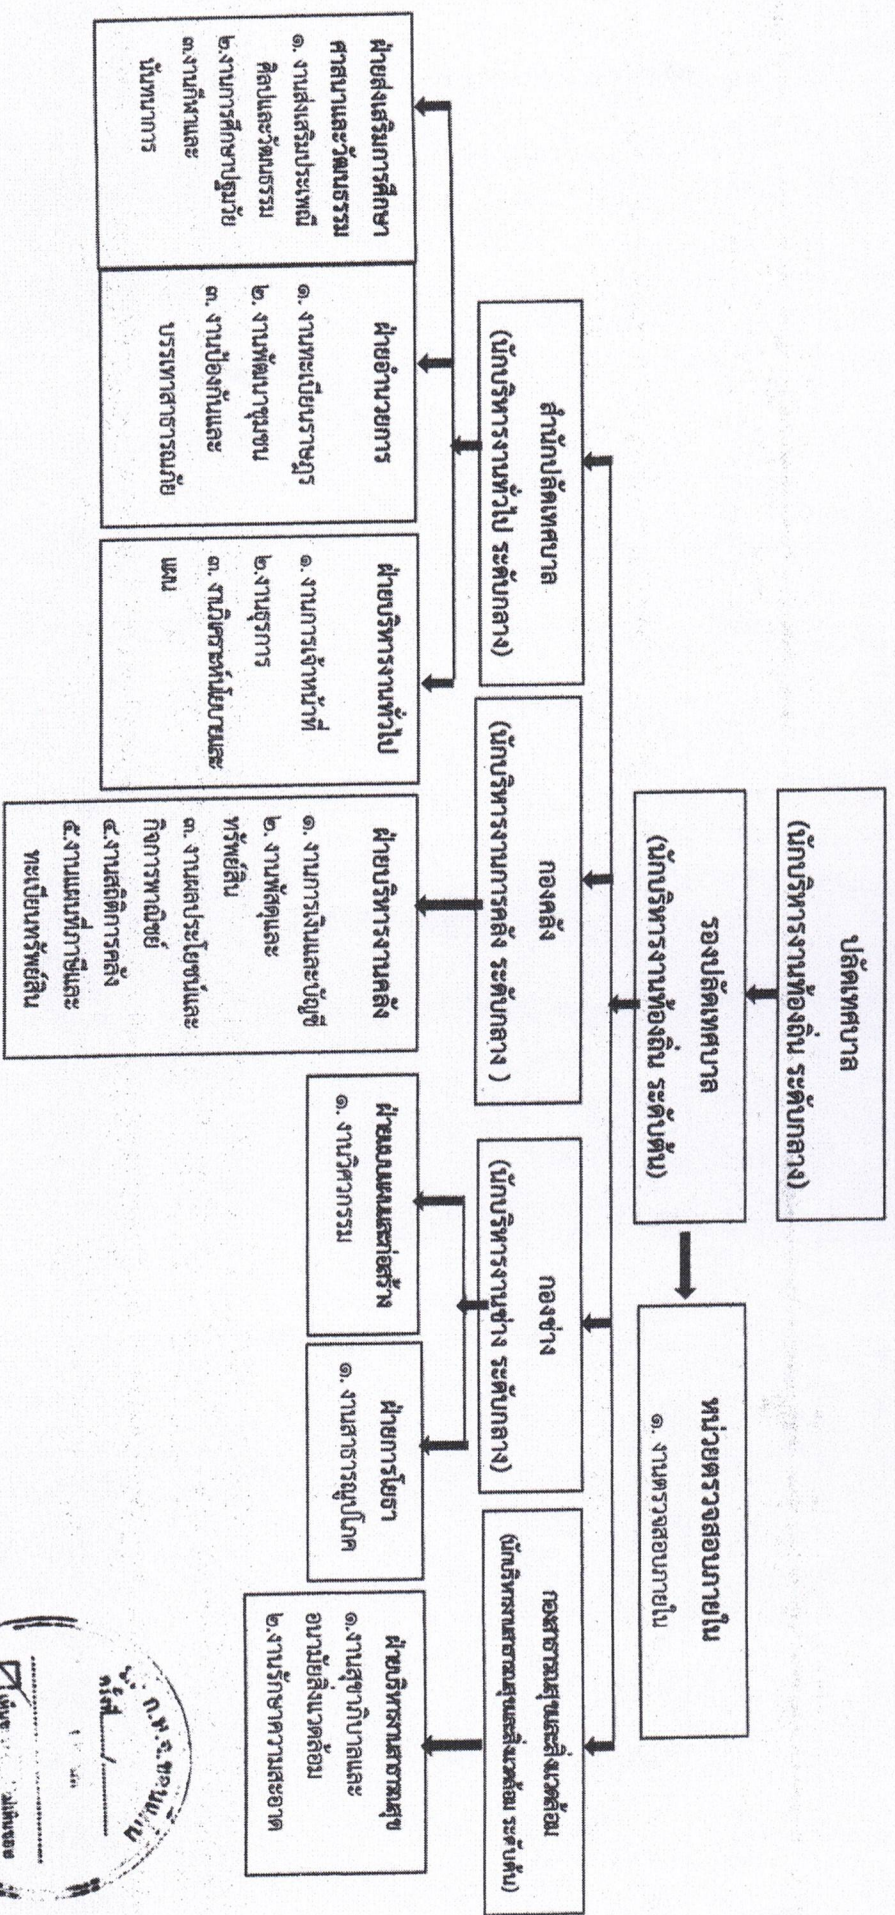 ปลัดเทศบาล
(นักบริหารงานท้องถิ่น ระดับกลาง)
รองปลัดเทศบาล
(นักบริหารงานท้องถิ่น ระดับต้น)
หน่วยตรวจสอบภายใน
๑. งานตรวจสอบภายใน
สำนักปลัดเทศบาล
(นักบริหารงานทั่วไป ระดับกลาง)
กองคลัง
(นักบริหารงานการคลัง ระดับกลาง )
กองช่าง
(นักบริหารงานช่าง ระดับกลาง)
กองสาธารณสุขและสิ่งแวดล้อม
(นักบริหารงานสาธารณสุขและสิ่งแวดล้อม ระดับต้น)
ฝ่ายส่งเสริมการศึกษา
ศาสนาและวัฒนธรรม
๑. งานส่งเสริมประเพณี
ศิลปและวัฒนธรรม
๒.งานการศึกษาปฐมวัย
๓.งานกีฬาและ
นันทนาการ
ฝ่ายอำนวยการ
๑. งานทะเบียนราษฎร
๒. งานพัฒนาชุมชน
๓. งานป้องกันและ
บรรเทาสาธารณภัย
ฝ่ายบริหารงานทั่วไป
๑. งานการเจ้าหน้าที่
๒.งานธุรการ
๓. งานวิเคราะห์นโยบายและ
แผน
ฝ่ายบริหารงานคลัง
๑. งานการเงินและบัญชี
๒. งานพัสดุและ
ทรัพย์สิน
๓. งานผลประโยชน์และ
กิจการพาณิชย์
๔.งานสถิติการคลัง
๕.งานแผนที่ภาษีและ
ทะเบียนทรัพย์สิน
ฝ่ายแบบแผนและก่อสร้าง
๑. งานวิศวกรรม
ฝ่ายการโยธา
๑. งานสาธารณูปโภค
ฝ่ายบริหารงานสาธารณสุข
๑.งานสุขาภิบาลและ
อนามัยสิ่งแวดล้อม
๒.งานรักษาความสะอาด
ก.ท.จ.ขอนแก่น
ครั้งที่ ........../..........